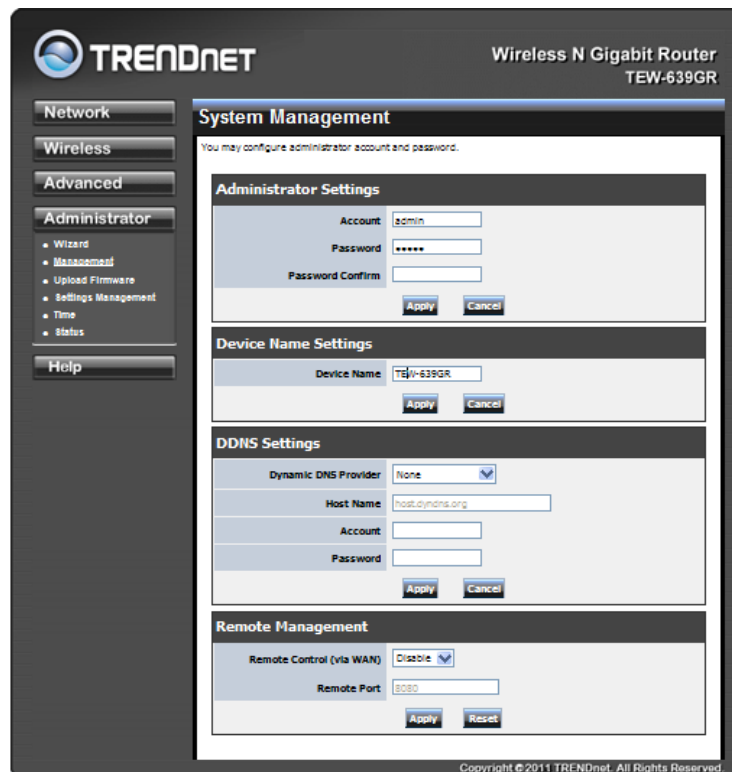 TRENDnet
Wireless N Gigabit Router
TEW-639GR
Network
Wireless
Advanced
Administrator
Wizard
Management
Upload Firmware
Settings Management
Time
Status
Help
System Management
You may configure administrator account and password.
Administrator Settings
Account admin
Password •••••
Password Confirm
Apply Cancel
Device Name Settings
Device Name TEW-639GR
Apply Cancel
DDNS Settings
Dynamic DNS Provider None
Host Name host.dyndns.org
Account
Password
Apply Cancel
Remote Management
Remote Control (via WAN) Disable
Remote Port 8080
Apply Reset
Copyright © 2011 TRENDnet. All Rights Reserved.